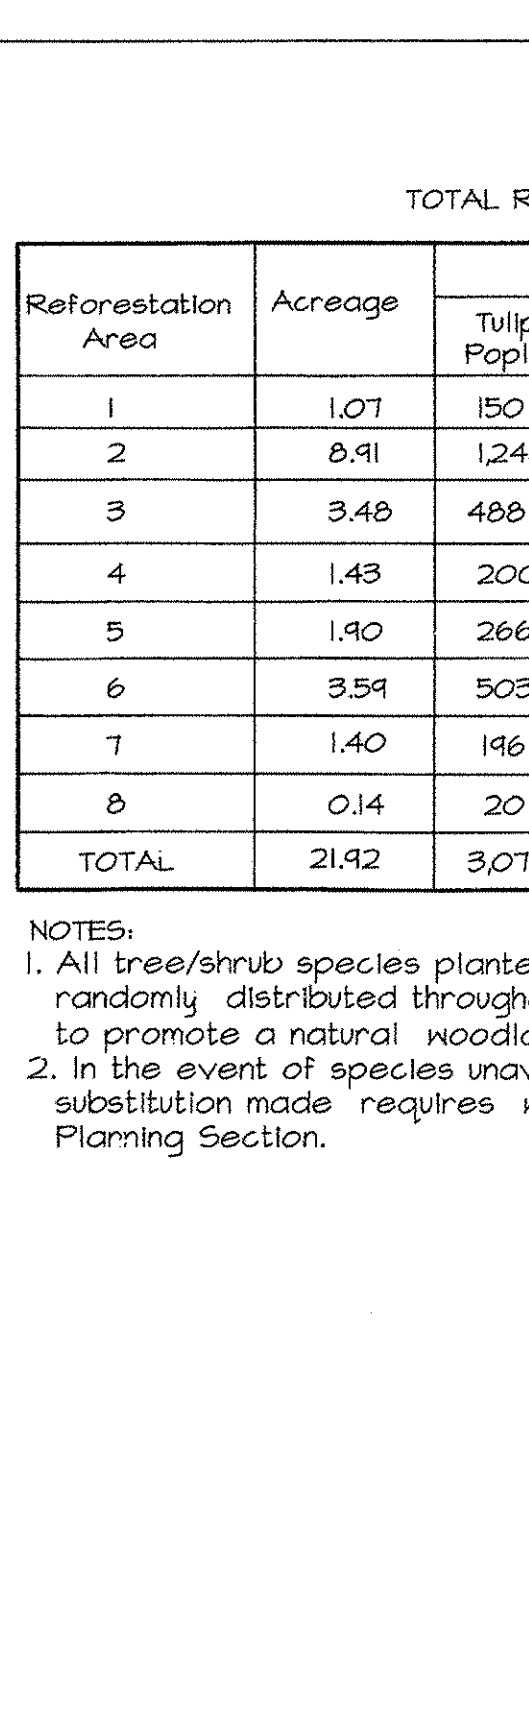 TOTAL R
Reforestation Area Acreage
Tulip
Popl
1 1.07 150
2 8.91 1,24
3 3.48 488
4 1.43 200
5 1.90 266
6 3.59 503
7 1.40 196
8 0.14 20
TOTAL 21.92 3,07
NOTES:
1. All tree/shrub species plante
randomly distributed through
to promote a natural woodl
2. In the event of species unav
substitution made requires
Planning Section.